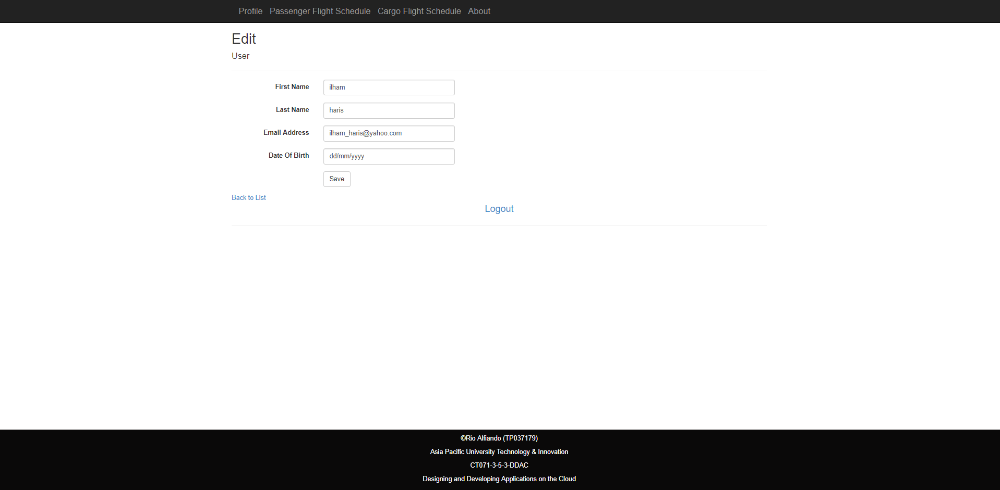 Profile Passenger Flight Schedule Cargo Flight Schedule About
Edit
User
First Name ilham
Last Name haris
Email Address ilham_haris@yahoo.com
Date Of Birth dd/mm/yyyy
Save
Back to List
Logout
©Rio Alfiando (TP037179)
Asia Pacific University Technology & Innovation
CT071-3-5-3-DDAC
Designing and Developing Applications on the Cloud